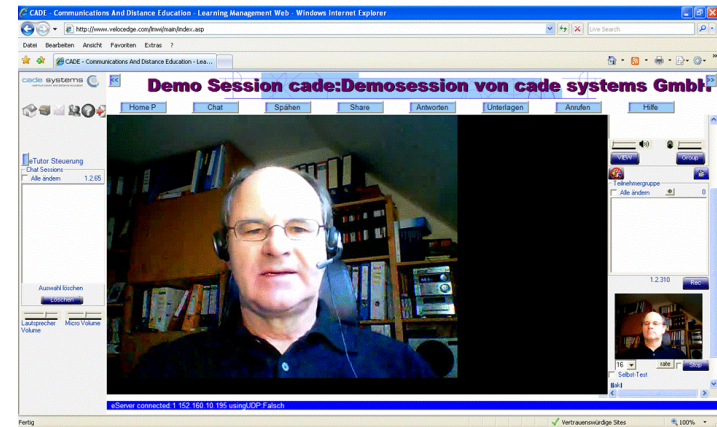 CADE - Communications And Distance Education - Learning Management Web - Windows Internet Explorer
http://www.velocedge.com/lmwj/main/index.asp
Live Search
Datei Bearbeiten Ansicht Favoriten Extras ?
CADE - Communications And Distance Education - Lea...
cade systems
Demo Session cade:Demosession von cade systems GmbH.
Home P Chat Spähen Share Antworten Unterlagen Anrufen Hilfe
eTutor Steuerung
Chat Sessions
Alle ändern 1.2.65
Auswahl löschen
Löschen
Lautsprecher Volume
Micro Volume
VIEW Group
Teilnehmergruppe
Alle ändern 0
1.2.310 Rec
16 rate Stop
Selbst-Test
eServer connected:1 152.160.10.195 usingUDP:Falsch
Fertig
Vertrauenswürdige Sites 100%